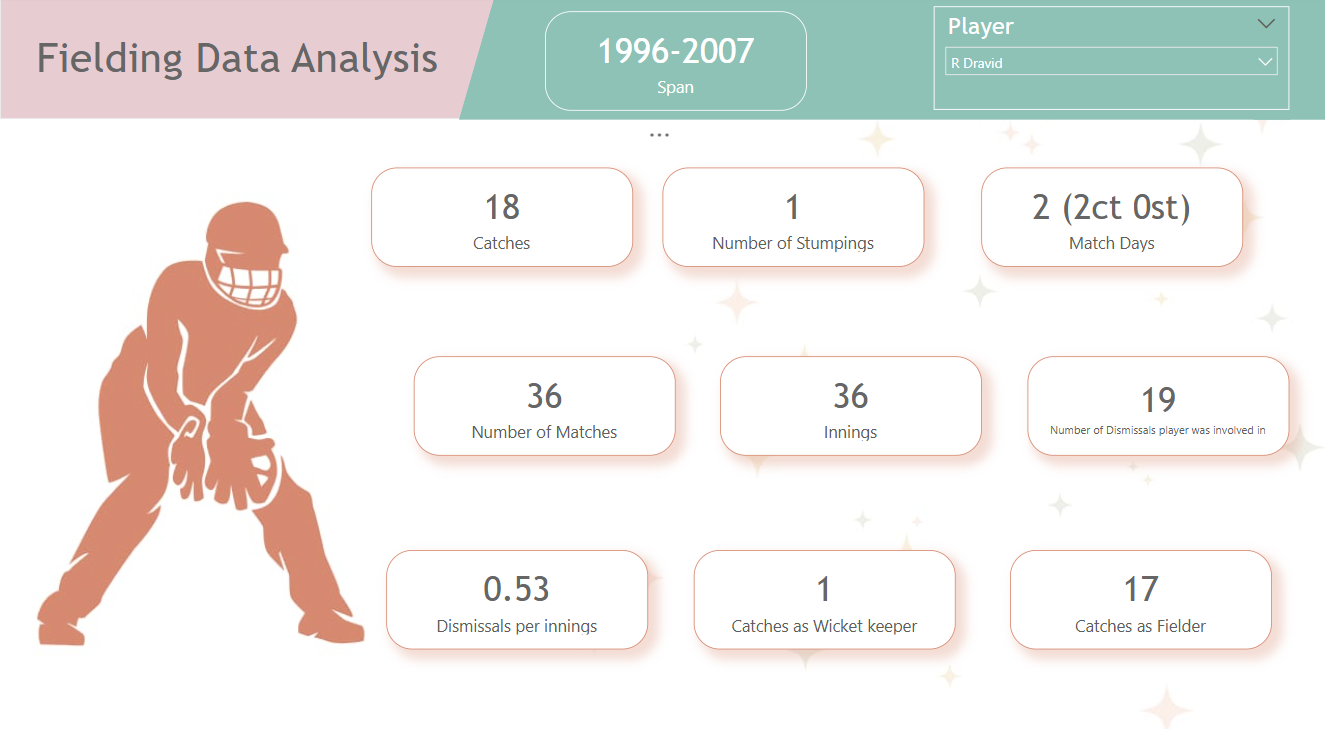 Fielding Data Analysis
1996-2007
Span
Player
R Dravid
18
Catches
1
Number of Stumpings
2 (2ct 0st)
Match Days
36
Number of Matches
36
Innings
19
Number of Dismissals player was involved in
0.53
Dismissals per innings
1
Catches as Wicket keeper
17
Catches as Fielder